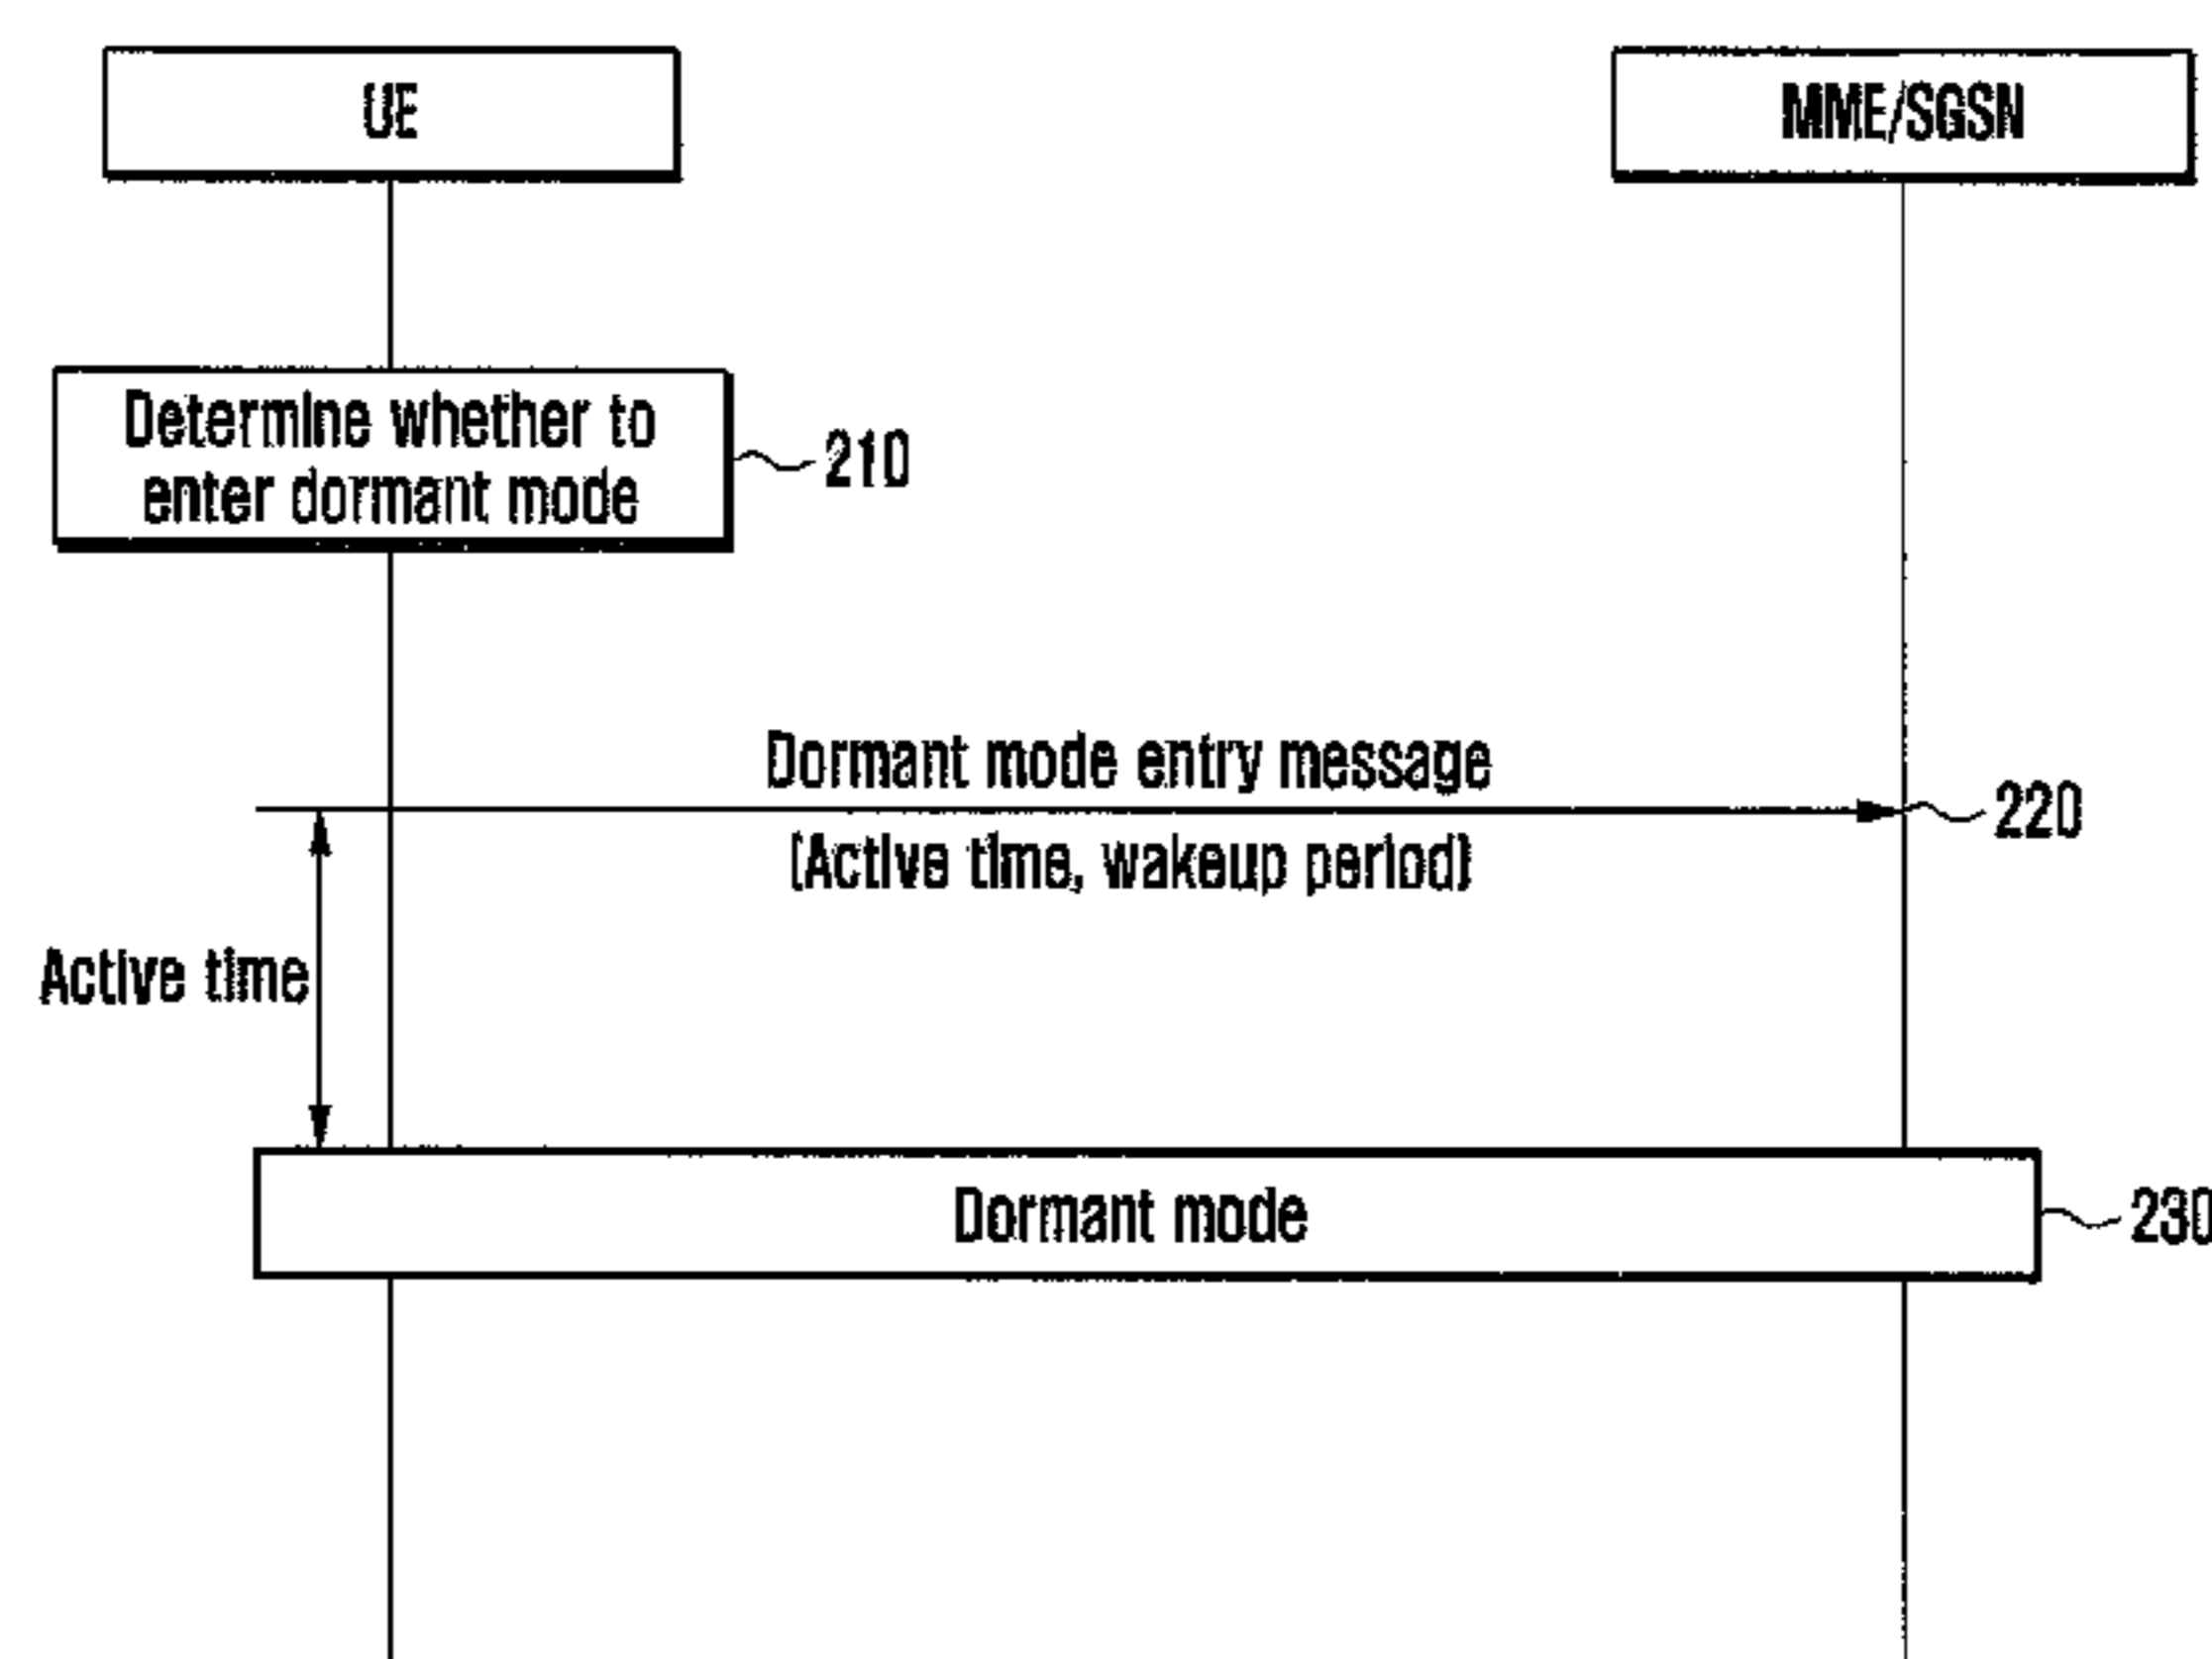 UE
MME/SGSN
Determine whether to
enter dormant mode
210
Dormant mode entry message
220
(Active time, wakeup period)
Active time
Dormant mode
230